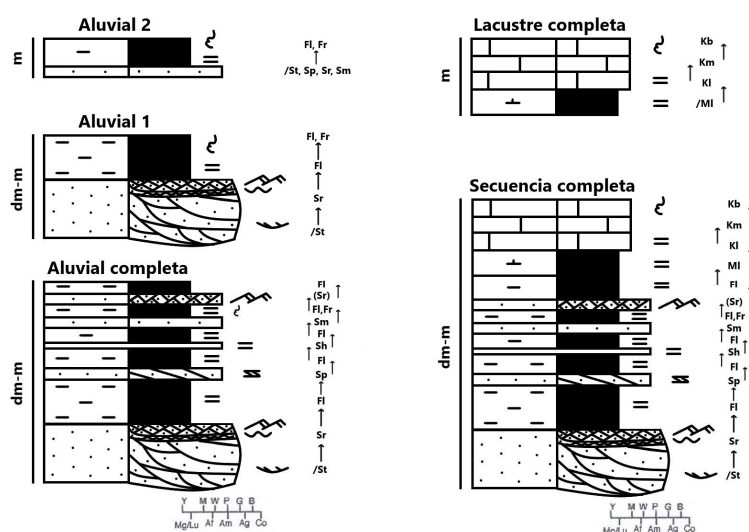 Aluvial 2
m
Fl, Fr
/St, Sp, Sr, Sm
Aluvial 1
dm-m
Fl, Fr
Fl
Sr
/St
Aluvial completa
dm-m
Fl
(Sr)
Fl,Fr
Sm
Fl
Sh
Fl
Sp
Fl
Sr
/St
Y M W P G B
Mg/Lu Af Am Ag Co
Lacustre completa
m
Kb
Km
Kl
/Ml
Secuencia completa
dm-m
Kb
Km
Kl
Ml
Fl
(Sr)
Fl,Fr
Sm
Fl
Sh
Fl
Sp
Fl
Sr
/St
Y M W P G B
Mg/Lu Af Am Ag Co